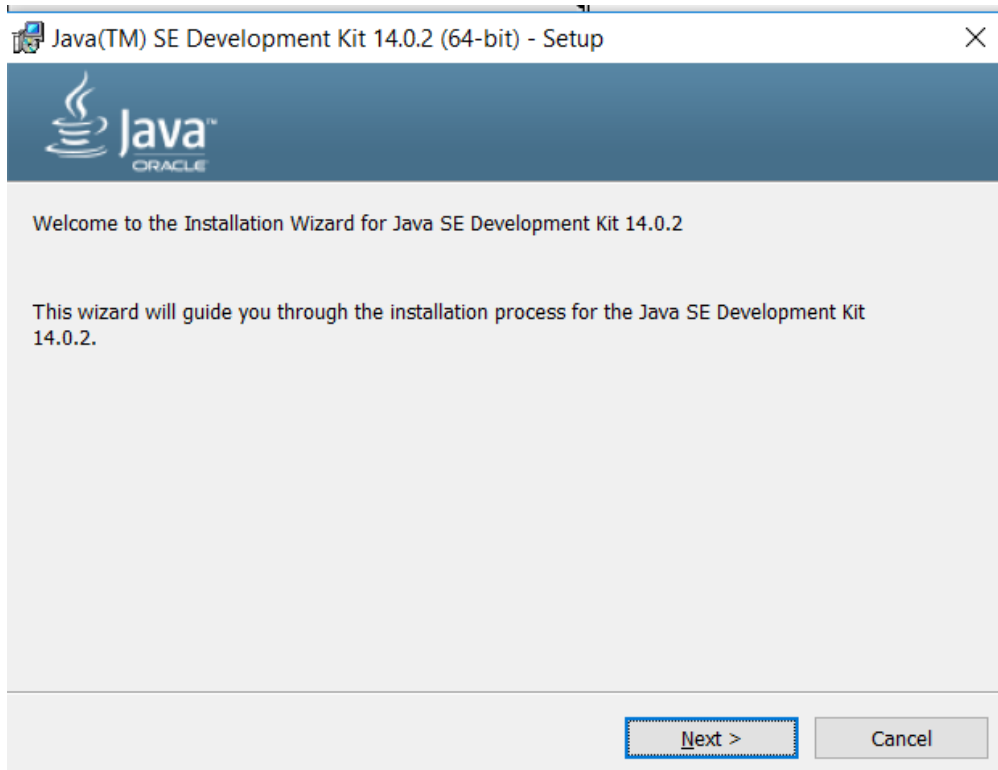 Java(TM) SE Development Kit 14.0.2 (64-bit) - Setup
Java™
ORACLE
Welcome to the Installation Wizard for Java SE Development Kit 14.0.2
This wizard will guide you through the installation process for the Java SE Development Kit
14.0.2.
Next > Cancel